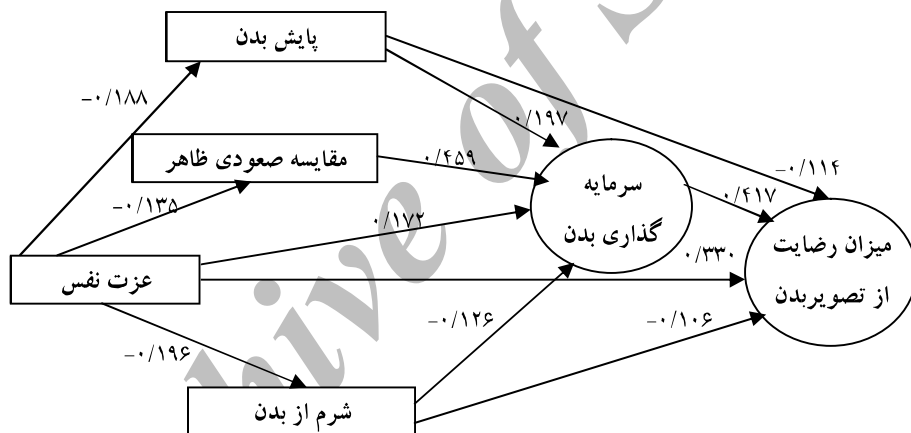 پایش بدن
-۰/۱۸۸
۰/۱۹۷
مقایسه صعودی ظاهر
۰/۴۵۹
-۰/۱۱۴
سرمایه
گذاری بدن
۰/۴۱۷
-۰/۱۳۵
۰/۱۷۲
میزان رضایت
از تصویربدن
۰/۳۳۰
عزت نفس
-۰/۱۲۶
-۰/۱۰۶
-۰/۱۹۶
شرم از بدن
hive of S